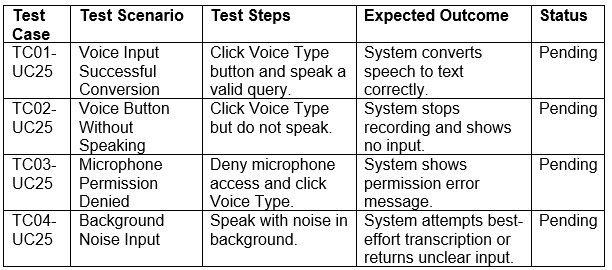 Test Case Test Scenario Test Steps Expected Outcome Status
TC01-UC25 Voice Input Successful Conversion Click Voice Type button and speak a valid query. System converts speech to text correctly. Pending
TC02-UC25 Voice Button Without Speaking Click Voice Type but do not speak. System stops recording and shows no input. Pending
TC03-UC25 Microphone Permission Denied Deny microphone access and click Voice Type. System shows permission error message. Pending
TC04-UC25 Background Noise Input Speak with noise in background. System attempts best-effort transcription or returns unclear input. Pending